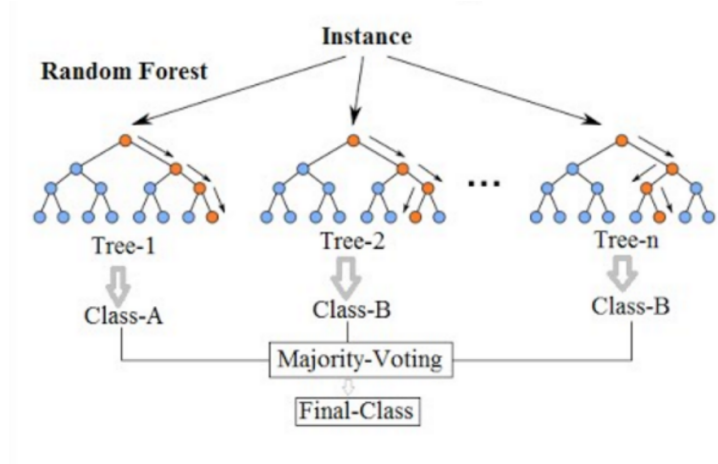 Instance
Random Forest
...
Tree-1
Tree-2
Tree-n
Class-A
Class-B
Class-B
Majority-Voting
Final-Class